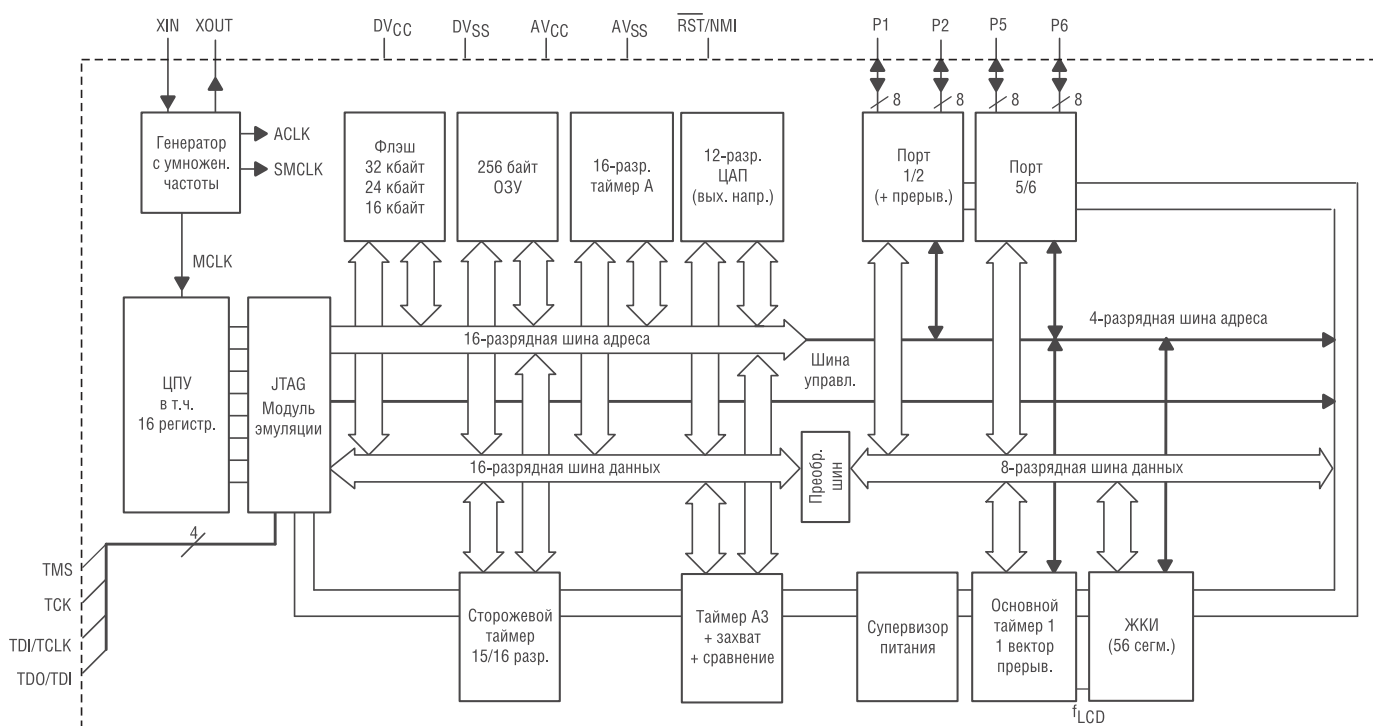 XIN
XOUT
DVCC
DVSS
AVCC
AVSS
RST/NMI
P1
P2
P5
P6
8
8
8
8
Генератор
с умножен.
частоты
ACLK
SMCLK
MCLK
Флэш
32 кбайт
24 кбайт
16 кбайт
256 байт
ОЗУ
16-разр.
таймер А
12-разр.
ЦАП
(вых. напр.)
Порт
1/2
(+ прерыв.)
Порт
5/6
ЦПУ
в т.ч.
16 регистр.
JTAG
Модуль
эмуляции
16-разрядная шина адреса
4-разрядная шина адреса
Шина
управл.
16-разрядная шина данных
Преобр.
шин
8-разрядная шина данных
4
TMS
TCK
TDI/TCLK
TDO/TDI
Сторожевой
таймер
15/16 разр.
Таймер А3
+ захват
+ сравнение
Супервизор
питания
Основной
таймер 1
1 вектор
прерыв.
ЖКИ
(56 сегм.)
fLCD